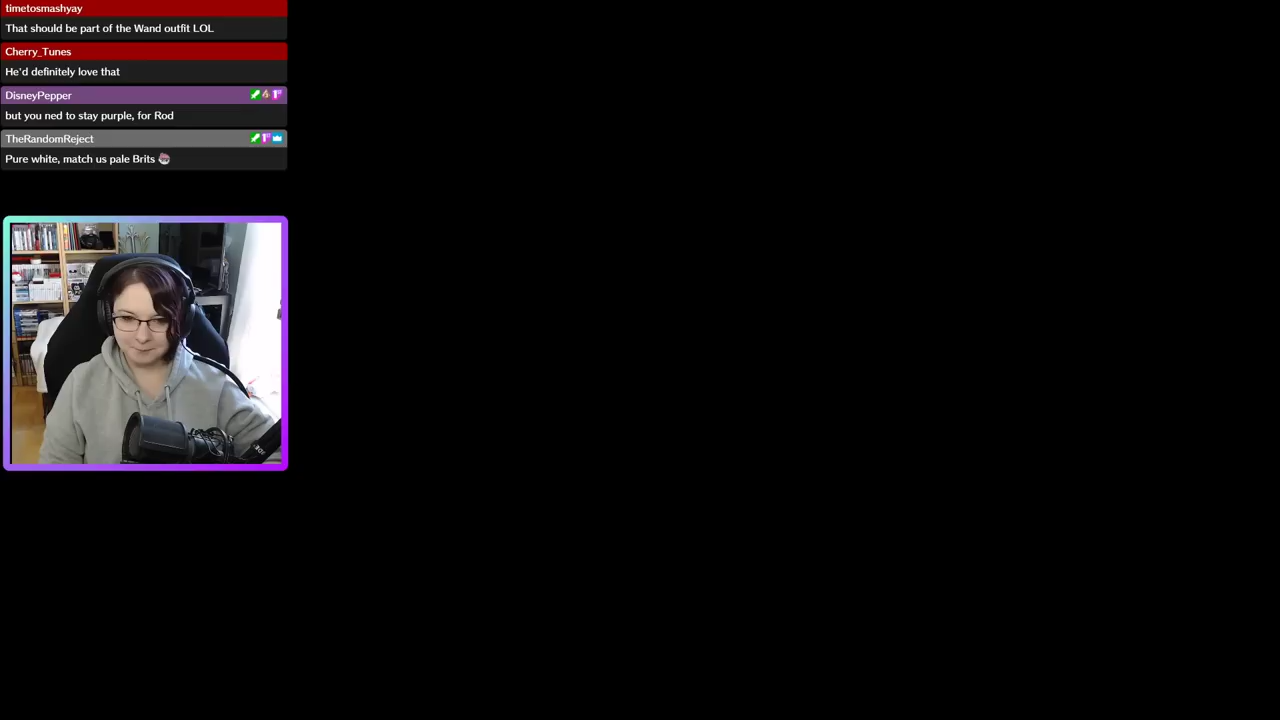 timetosmashyay
That should be part of the Wand outfit LOL
Cherry_Tunes
He'd definitely love that
DisneyPepper
but you ned to stay purple, for Rod
TheRandomReject
Pure white, match us pale Brits